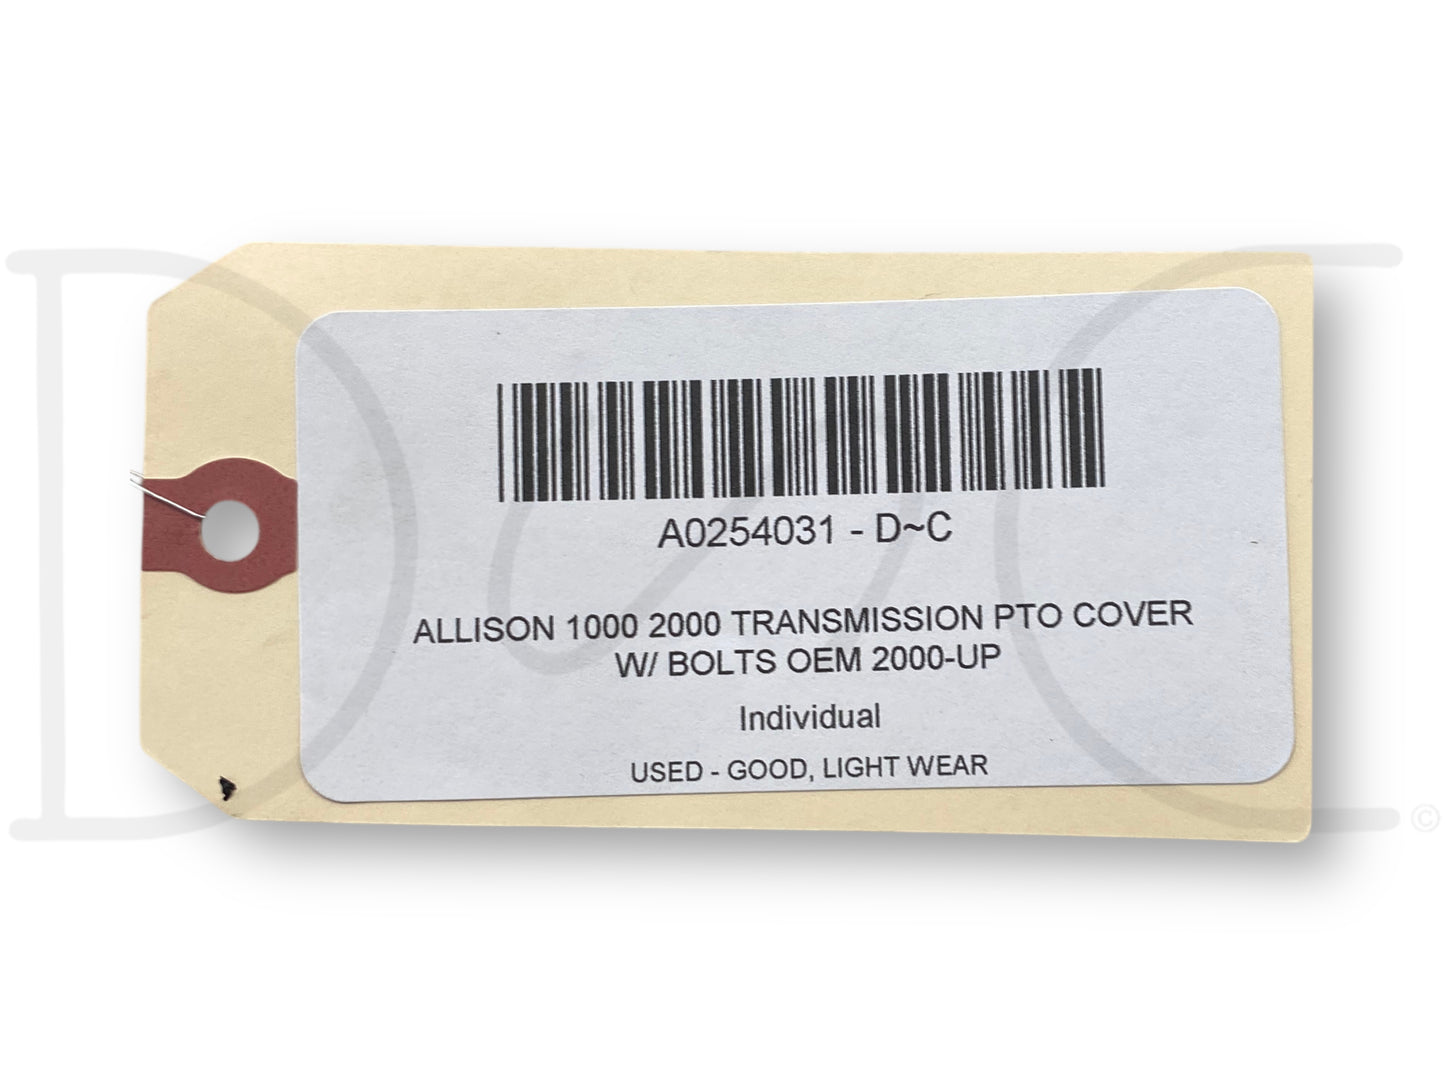 A0254031 - D~C
ALLISON 1000 2000 TRANSMISSION PTO COVER
W/ BOLTS OEM 2000-UP
Individual
USED - GOOD, LIGHT WEAR
D C ©